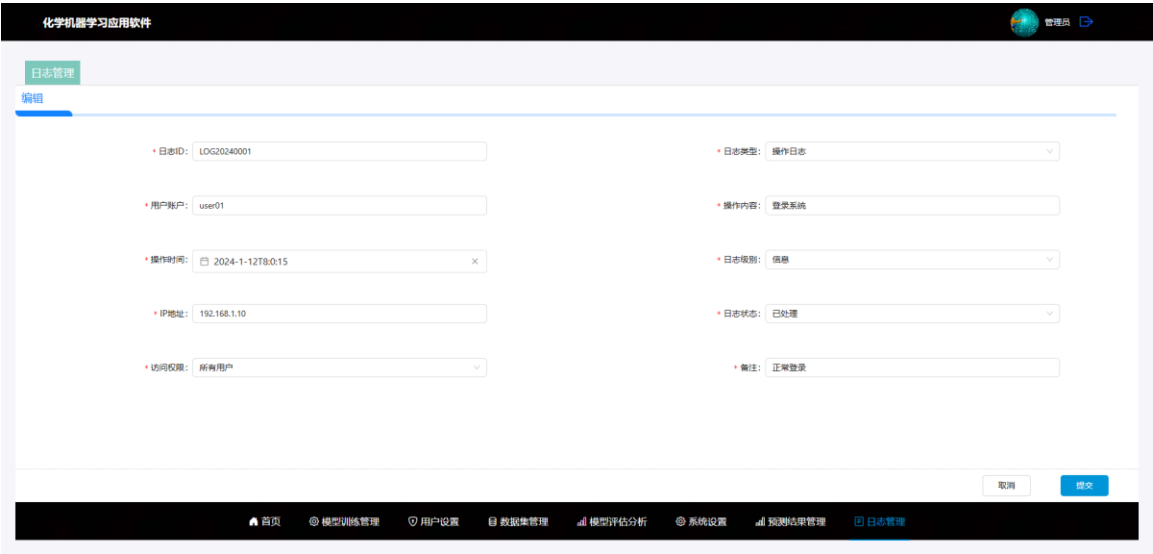 化学机器学习应用软件 管理员
日志管理
编辑
* 日志ID: LOG20240001 * 日志类型: 操作日志
* 用户账户: user01 * 操作内容: 登录系统
* 操作时间: 2024-1-12T8:0:15 * 日志级别: 信息
* IP地址: 192.168.1.10 * 日志状态: 已处理
* 访问权限: 所有用户 * 备注: 正常登录
取消 提交
首页 模型训练管理 用户设置 数据集管理 模型评估分析 系统设置 预测结果管理 日志管理